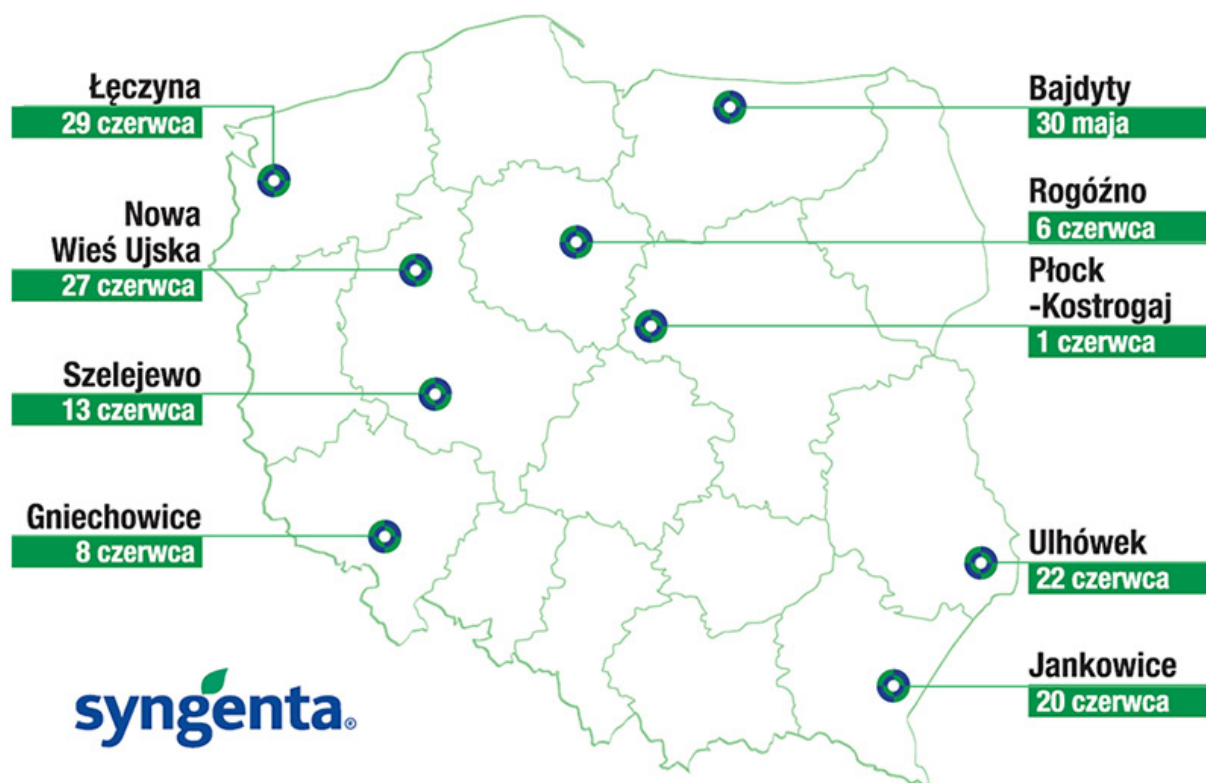 Łęczyna
29 czerwca
Nowa
Wieś Ujska
27 czerwca
Szelejewo
13 czerwca
Gniechowice
8 czerwca
Bajdyty
30 maja
Rogóźno
6 czerwca
Płock
-Kostrogaj
1 czerwca
Ulhówek
22 czerwca
Jankowice
20 czerwca
syngenta®